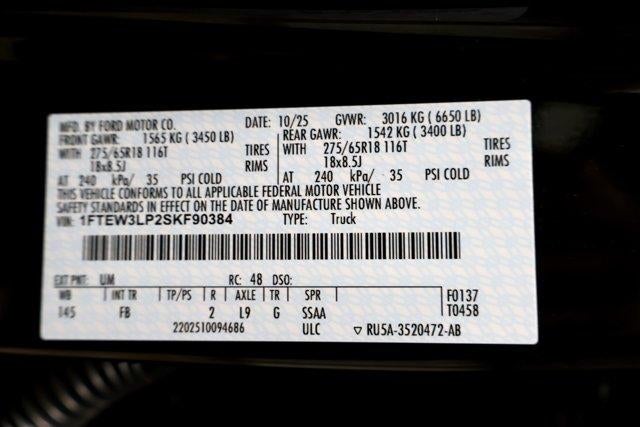 MFD. BY FORD MOTOR CO. DATE: 10/25 GVWR: 3016 KG ( 6650 LB)
FRONT GAWR: 1565 KG ( 3450 LB) REAR GAWR: 1542 KG ( 3400 LB)
WITH 275/65R18 116T TIRES WITH 275/65R18 116T TIRES
18x8.5J RIMS 18x8.5J RIMS
AT 240 kPa/ 35 PSI COLD AT 240 kPa/ 35 PSI COLD
THIS VEHICLE CONFORMS TO ALL APPLICABLE FEDERAL MOTOR VEHICLE
SAFETY STANDARDS IN EFFECT ON THE DATE OF MANUFACTURE SHOWN ABOVE.
VIN: 1FTEW3LP2SKF90384 TYPE: Truck
EXT PNT: UM RC: 48 DSO:
WB INT TR TP/PS R AXLE TR SPR F0137
145 FB 2 L9 G SSAA T0458
2202510094686 ULC ▽ RU5A-3520472-AB